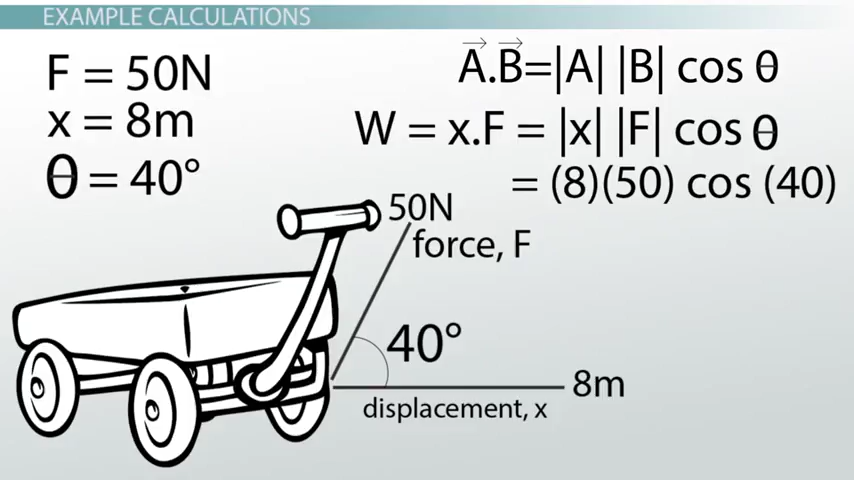 EXAMPLE CALCULATIONS
F = 50N
x = 8m
θ = 40°
A.B=|A| |B| cos θ
W = x.F = |x| |F| cos θ
= (8)(50) cos (40)
50N
force, F
40°
8m
displacement, x